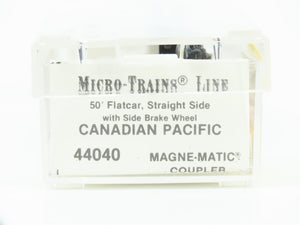 MICRO-TRAINS® LINE
50' Flatcar, Straight Side
with Side Brake Wheel
CANADIAN PACIFIC
44040 MAGNE-MATIC®
COUPLER